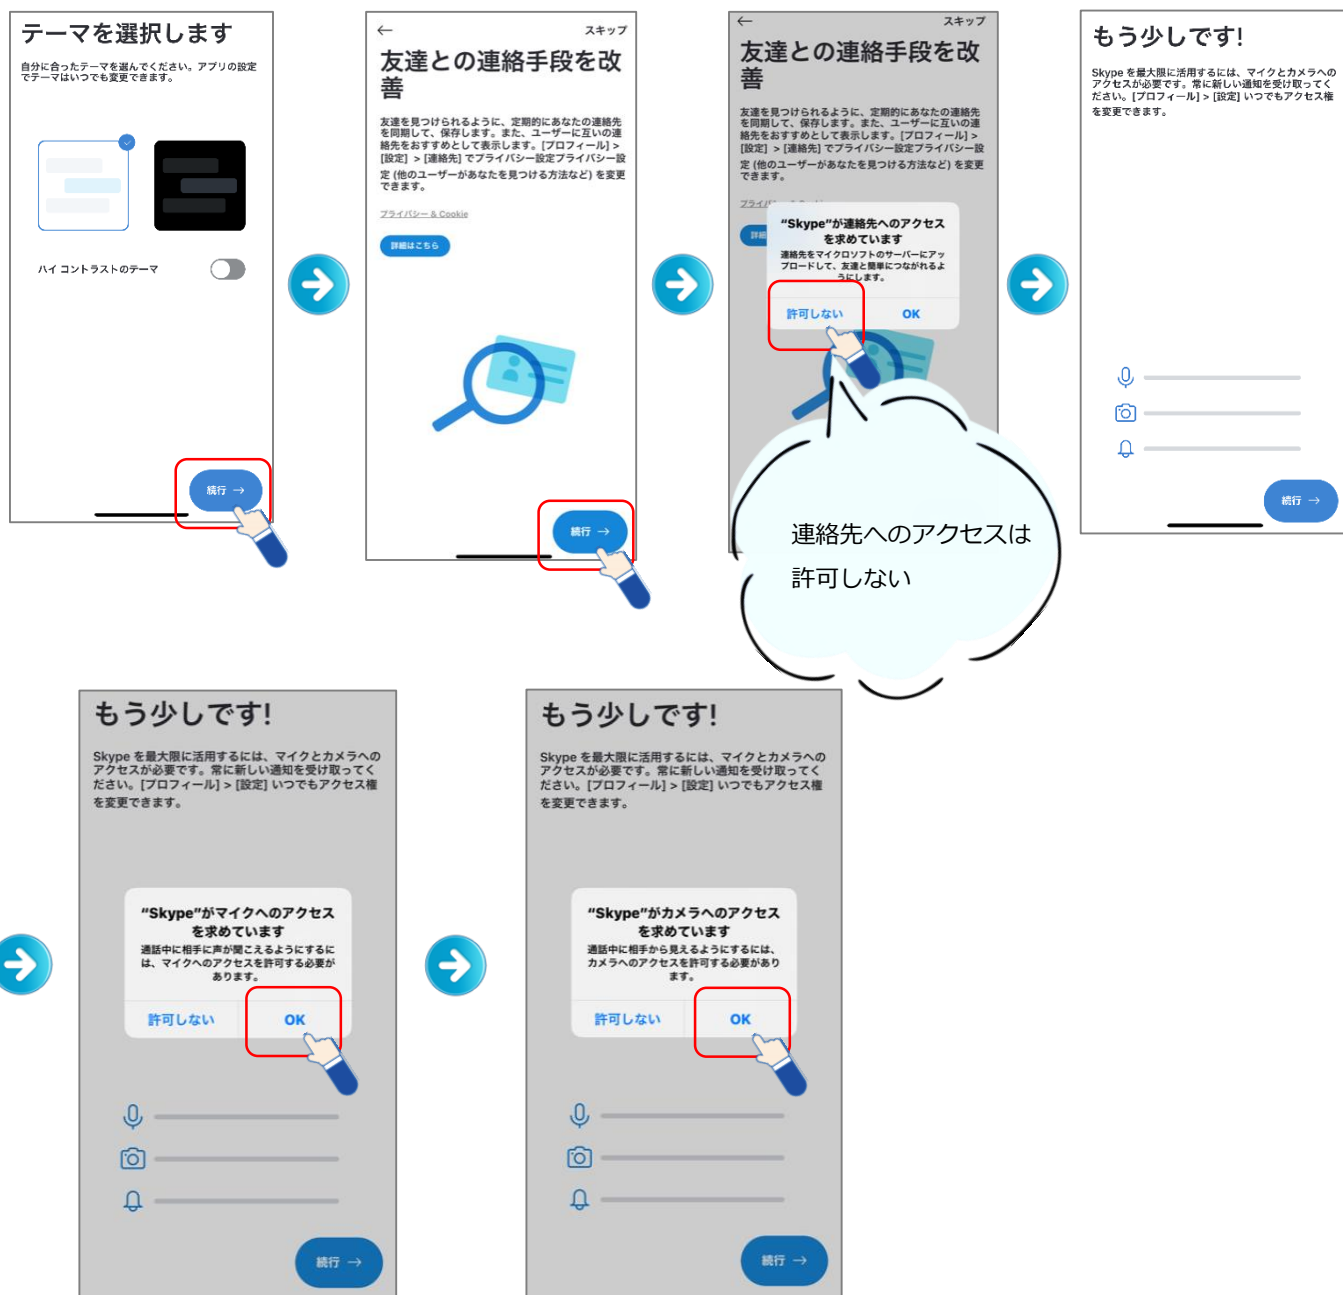 テーマを選択します
自分に合ったテーマを選んでください。アプリの設定
でテーマはいつでも変更できます。
ハイ コントラストのテーマ
続行 →
← スキップ
友達との連絡手段を改
善
友達を見つけられるように、定期的にあなたの連絡先
を同期して、保存します。また、ユーザーに互いの連
絡先をおすすめとして表示します。[プロフィール] >
[設定] > [連絡先] でプライバシー設定プライバシー設
定 (他のユーザーがあなたを見つける方法など) を変更
できます。
プライバシー & Cookie
詳細はこちら
続行 →
← スキップ
友達との連絡手段を改
善
友達を見つけられるように、定期的にあなたの連絡先
を同期して、保存します。また、ユーザーに互いの連
絡先をおすすめとして表示します。[プロフィール] >
[設定] > [連絡先] でプライバシー設定プライバシー設
定 (他のユーザーがあなたを見つける方法など) を変更
できます。
"Skype"が連絡先へのアクセス
を求めています
連絡先をマイクロソフトのサーバーにアッ
プロードして、友達と簡単につながれるよ
うにします。
許可しない OK
連絡先へのアクセスは
許可しない
もう少しです!
Skype を最大限に活用するには、マイクとカメラへの
アクセスが必要です。常に新しい通知を受け取ってく
ださい。[プロフィール] > [設定] いつでもアクセス権
を変更できます。
続行 →
もう少しです!
Skype を最大限に活用するには、マイクとカメラへの
アクセスが必要です。常に新しい通知を受け取ってく
ださい。[プロフィール] > [設定] いつでもアクセス権
を変更できます。
"Skype"がマイクへのアクセス
を求めています
通話中に相手に声が聞こえるようにするに
は、マイクへのアクセスを許可する必要が
あります。
許可しない OK
続行 →
もう少しです!
Skype を最大限に活用するには、マイクとカメラへの
アクセスが必要です。常に新しい通知を受け取ってく
ださい。[プロフィール] > [設定] いつでもアクセス権
を変更できます。
"Skype"がカメラへのアクセス
を求めています
通話中に相手から見えるようにするには、
カメラへのアクセスを許可する必要があり
ます。
許可しない OK
続行 →